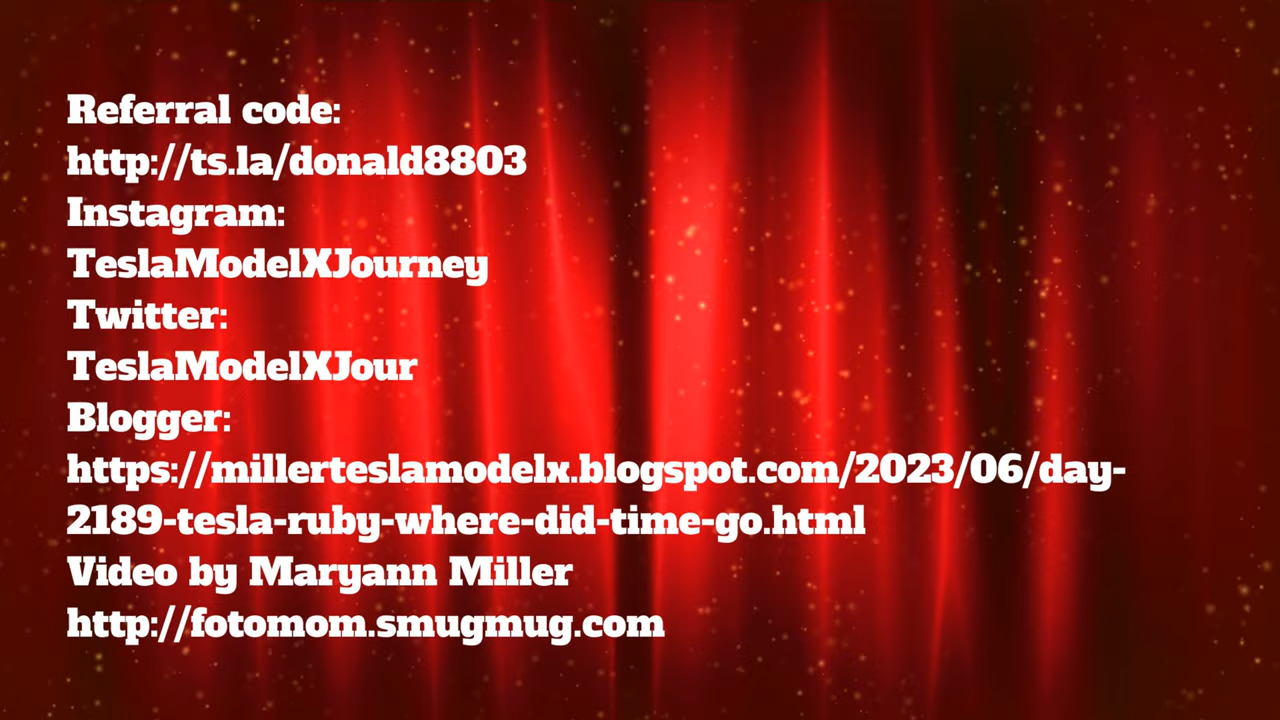 Referral code:
http://ts.la/donald8803
Instagram:
TeslaModelXJourney
Twitter:
TeslaModelXJour
Blogger:
https://millerteslamodelx.blogspot.com/2023/06/day-
2189-tesla-ruby-where-did-time-go.html
Video by Maryann Miller
http://fotomom.smugmug.com